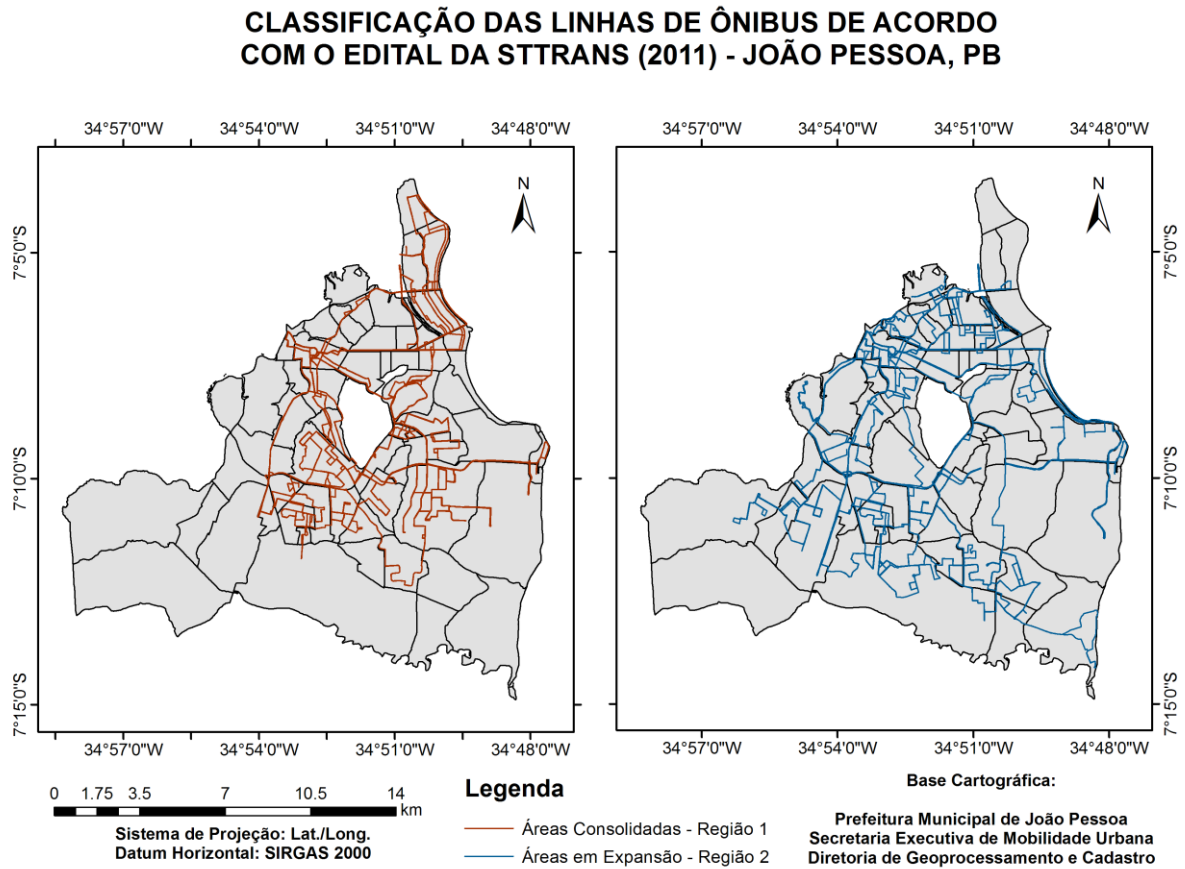 CLASSIFICAÇÃO DAS LINHAS DE ÔNIBUS DE ACORDO
COM O EDITAL DA STTRANS (2011) - JOÃO PESSOA, PB
34°57'0"W 34°54'0"W 34°51'0"W 34°48'0"W
34°57'0"W 34°54'0"W 34°51'0"W 34°48'0"W
N
N
7°5'0"S
7°10'0"S
7°15'0"S
7°5'0"S
7°10'0"S
7°15'0"S
34°57'0"W 34°54'0"W 34°51'0"W 34°48'0"W
34°57'0"W 34°54'0"W 34°51'0"W 34°48'0"W
0 1.75 3.5 7 10.5 14
km
Sistema de Projeção: Lat./Long.
Datum Horizontal: SIRGAS 2000
Legenda
Áreas Consolidadas - Região 1
Áreas em Expansão - Região 2
Base Cartográfica:
Prefeitura Municipal de João Pessoa
Secretaria Executiva de Mobilidade Urbana
Diretoria de Geoprocessamento e Cadastro